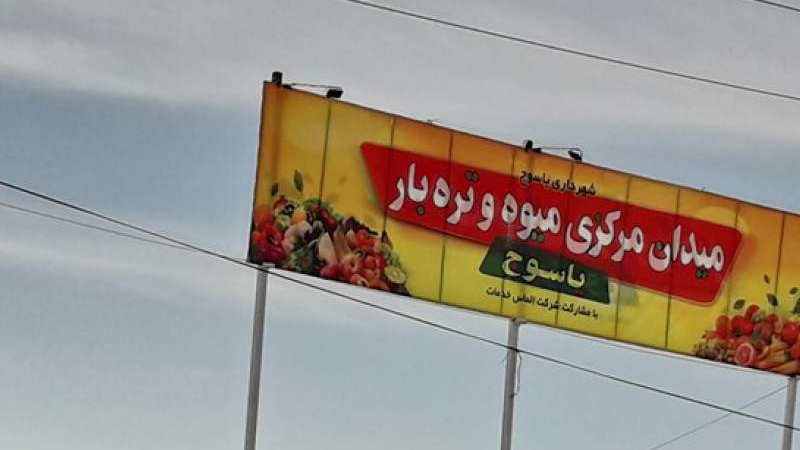 شهرداری یاسوج
میدان مرکزی میوه و تره بار
یاسوج
با مشارکت شرکت الماس خدمات